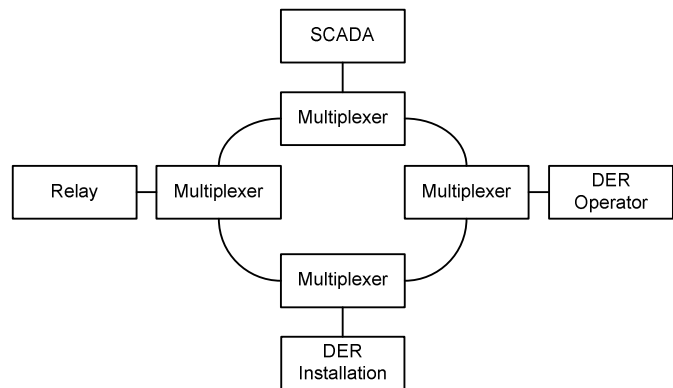 SCADA
Multiplexer
Relay
Multiplexer
Multiplexer
DER
Operator
Multiplexer
DER
Installation